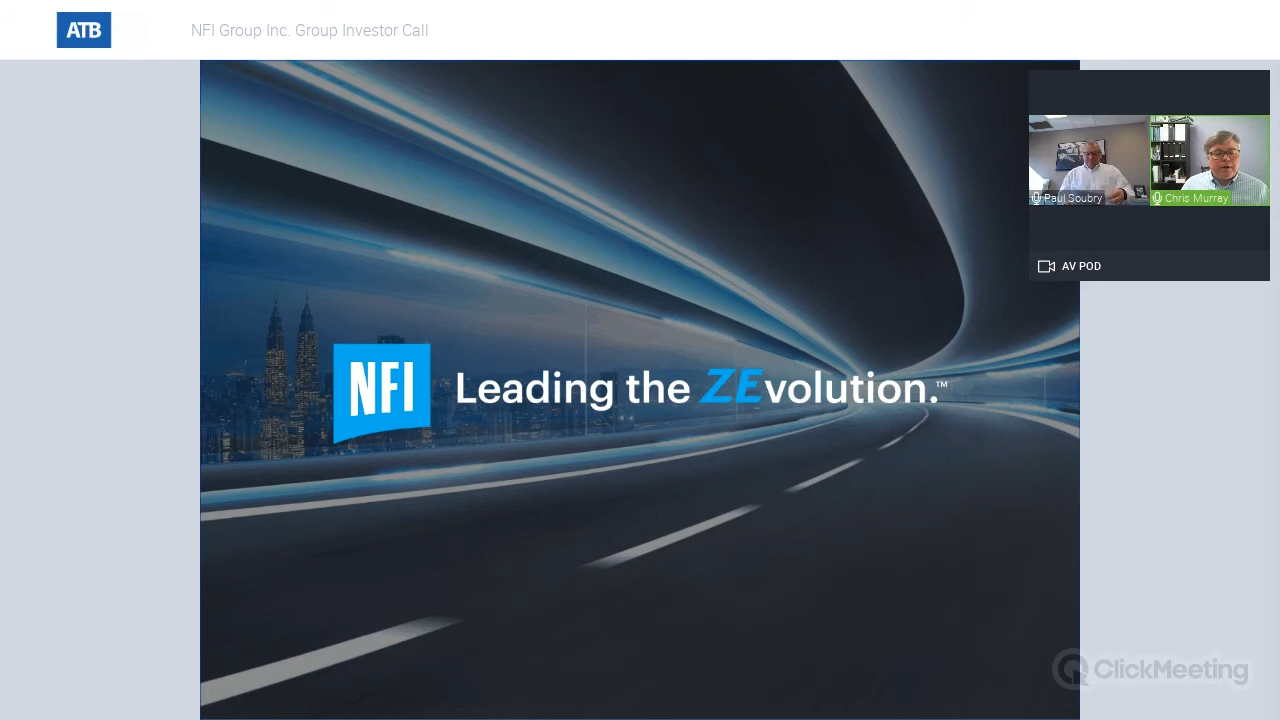 ATB
NFI Group Inc. Group Investor Call
Paul Soubry
Chris Murray
AV POD
NFI
Leading the ZEvolution.™
ClickMeeting